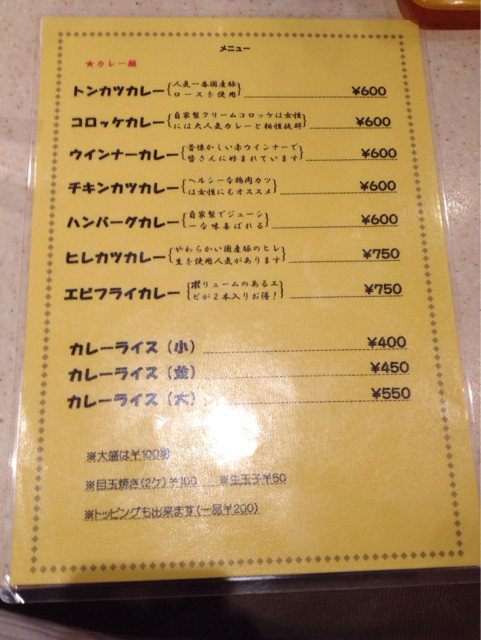 メニュー
★カレー類
トンカツカレー{人気一番国産豚
ロースを使用} ¥600
コロッケカレー{自家製クリームコロッケは女性
には大人気カレーと相性抜群} ¥600
ウインナーカレー{昔懐かしい赤ウインナーで
皆さんに好まれています} ¥600
チキンカツカレー{ヘルシーな鶏肉カツ
は女性にもオススメ} ¥600
ハンバーグカレー{自家製でジューシ
ーな味喜ばれる} ¥600
ヒレカツカレー{やわらかい国産豚のヒレ
生を使用人気があります} ¥750
エビフライカレー{ボリュームのあるエ
ビが2本入りお得!} ¥750
カレーライス(小) ¥400
カレーライス(並) ¥450
カレーライス(大) ¥550
※大盛は¥100増
※目玉焼き(2ケ)¥100 ※生玉子¥50
※トッピングも出来ます(一品¥200)